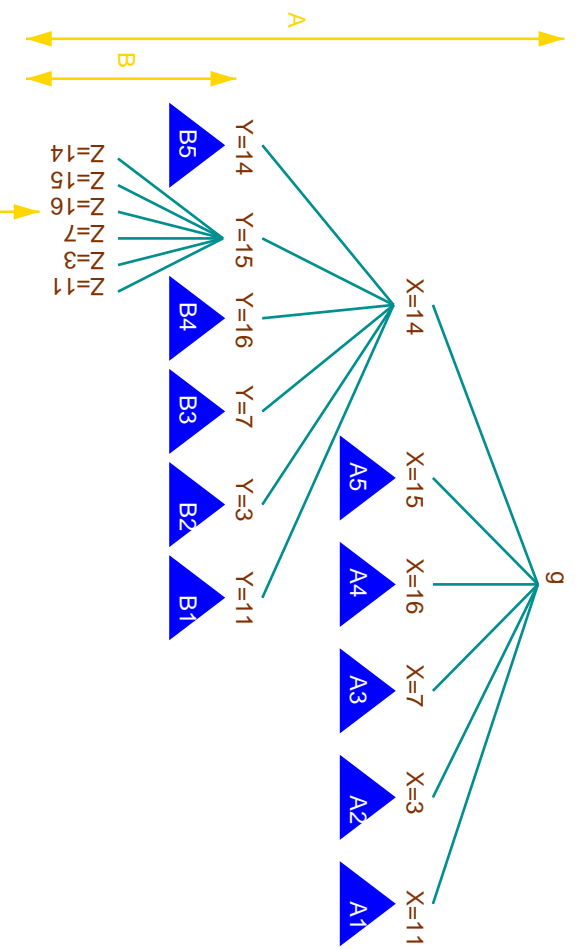 g
X=14 X=15 X=16 X=7 X=3 X=11
A5 A4 A3 A2 A1
A
Y=14 Y=15 Y=16 Y=7 Y=3 Y=11
B5 B4 B3 B2 B1
B
Z=14
Z=15
Z=16
Z=7
Z=3
Z=11